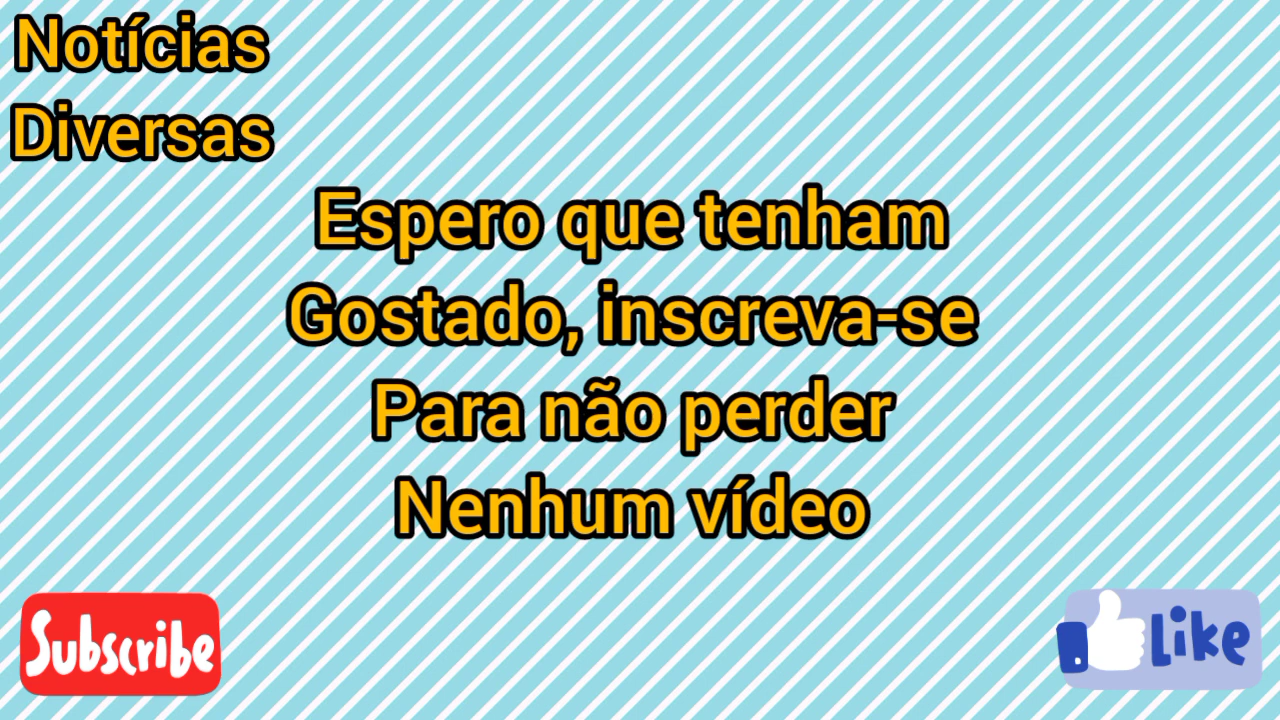 Notícias
Diversas
Espero que tenham
Gostado, inscreva-se
Para não perder
Nenhum vídeo
Subscribe
Like